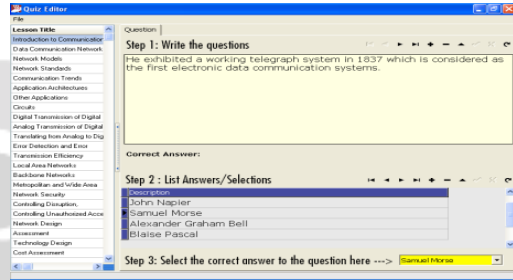 Quiz Editor
File
Lesson Title
Introduction to Communication
Data Communication Network
Network Models
Network Standards
Communication Trends
Application Architectures
Other Applications
Circuits
Digital Transmission of Digital
Analog Transmission of Digital
Translating from Analog to Dig
Error Detection and Error
Transmission Efficiency
Local Area Networks
Backbone Networks
Metropolitan and Wide Area
Network Security
Controlling Disruption,
Controlling Unauthorized Acce
Network Design
Assessment
Technology Design
Cost Assessment
Question
Step 1: Write the questions
He exhibited a working telegraph system in 1837 which is considered as
the first electronic data communication systems.
Correct Answer:
Step 2 : List Answers/Selections
Description
John Napier
Samuel Morse
Alexander Graham Bell
Blaise Pascal
Step 3: Select the correct answer to the question here ---> Samuel Morse